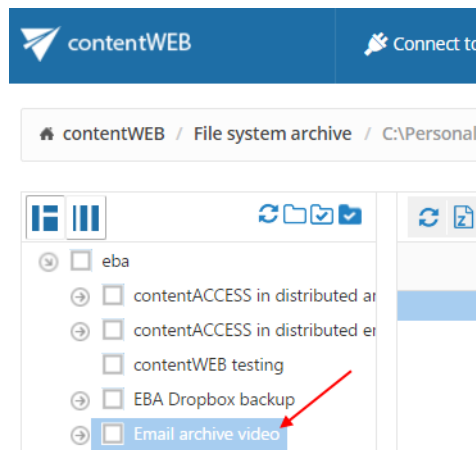 contentWEB
Connect to
contentWEB / File system archive / C:\Personal
eba
contentACCESS in distributed ar
contentACCESS in distributed er
contentWEB testing
EBA Dropbox backup
Email archive video